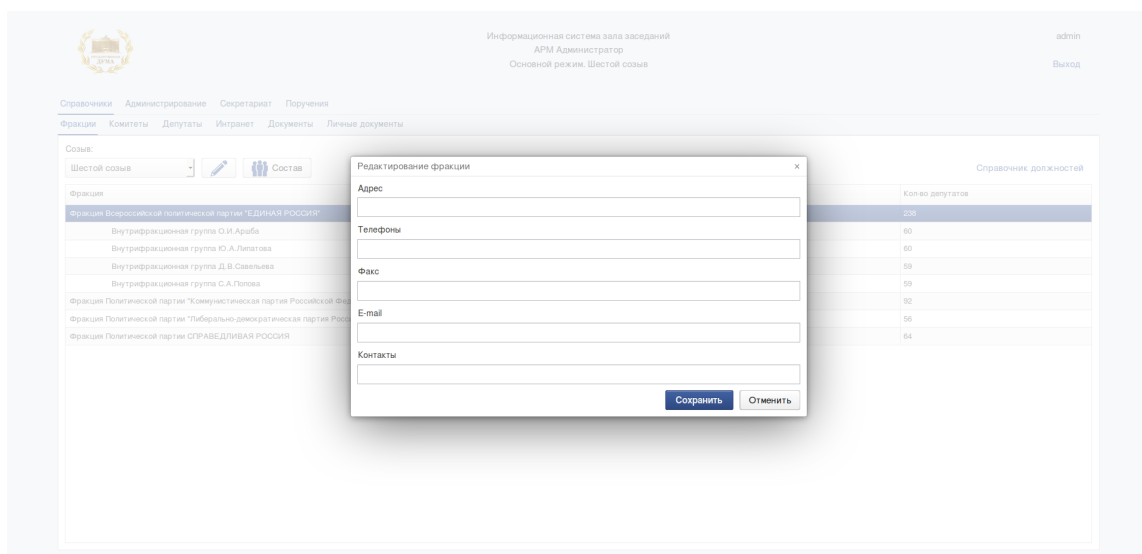 Информационная система зала заседаний
АРМ Администратор
Основной режим. Шестой созыв
admin
Выход
ДУМА
Справочники Администрирование Секретариат Поручения
Фракции Комитеты Депутаты Интранет Документы Личные документы
Созыв:
Шестой созыв Состав Справочник должностей
Фракция Кол-во депутатов
Фракция Всероссийской политической партии "ЕДИНАЯ РОССИЯ" 238
Внутрифракционная группа О.И.Аршба 60
Внутрифракционная группа Ю.А.Липатова 60
Внутрифракционная группа Д.В.Савельева 59
Внутрифракционная группа С.А.Попова 59
Фракция Политической партии "Коммунистическая партия Российской Фед 92
Фракция Политической партии "Либерально-демократическая партия Росс 56
Фракция Политической партии СПРАВЕДЛИВАЯ РОССИЯ 64
Редактирование фракции ×
Адрес
Телефоны
Факс
E-mail
Контакты
Сохранить Отменить